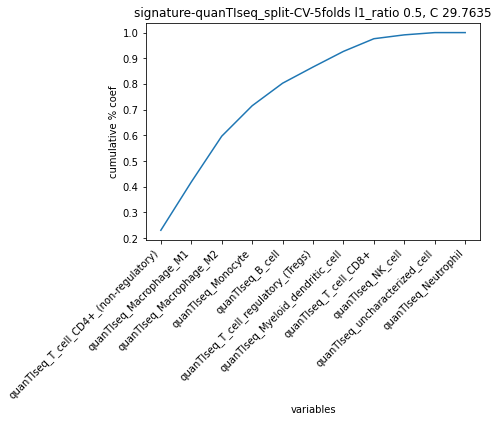 signature-quanTIseq_split-CV-5folds l1_ratio 0.5, C 29.7635
cumulative % coef
1.0
0.9
0.8
0.7
0.6
0.5
0.4
0.3
0.2
quanTIseq_T_cell_CD4+_(non-regulatory)
quanTIseq_Macrophage_M1
quanTIseq_Macrophage_M2
quanTIseq_Monocyte
quanTIseq_B_cell
quanTIseq_T_cell_regulatory_(Tregs)
quanTIseq_Myeloid_dendritic_cell
quanTIseq_T_cell_CD8+
quanTIseq_NK_cell
quanTIseq_uncharacterized_cell
quanTIseq_Neutrophil
variables